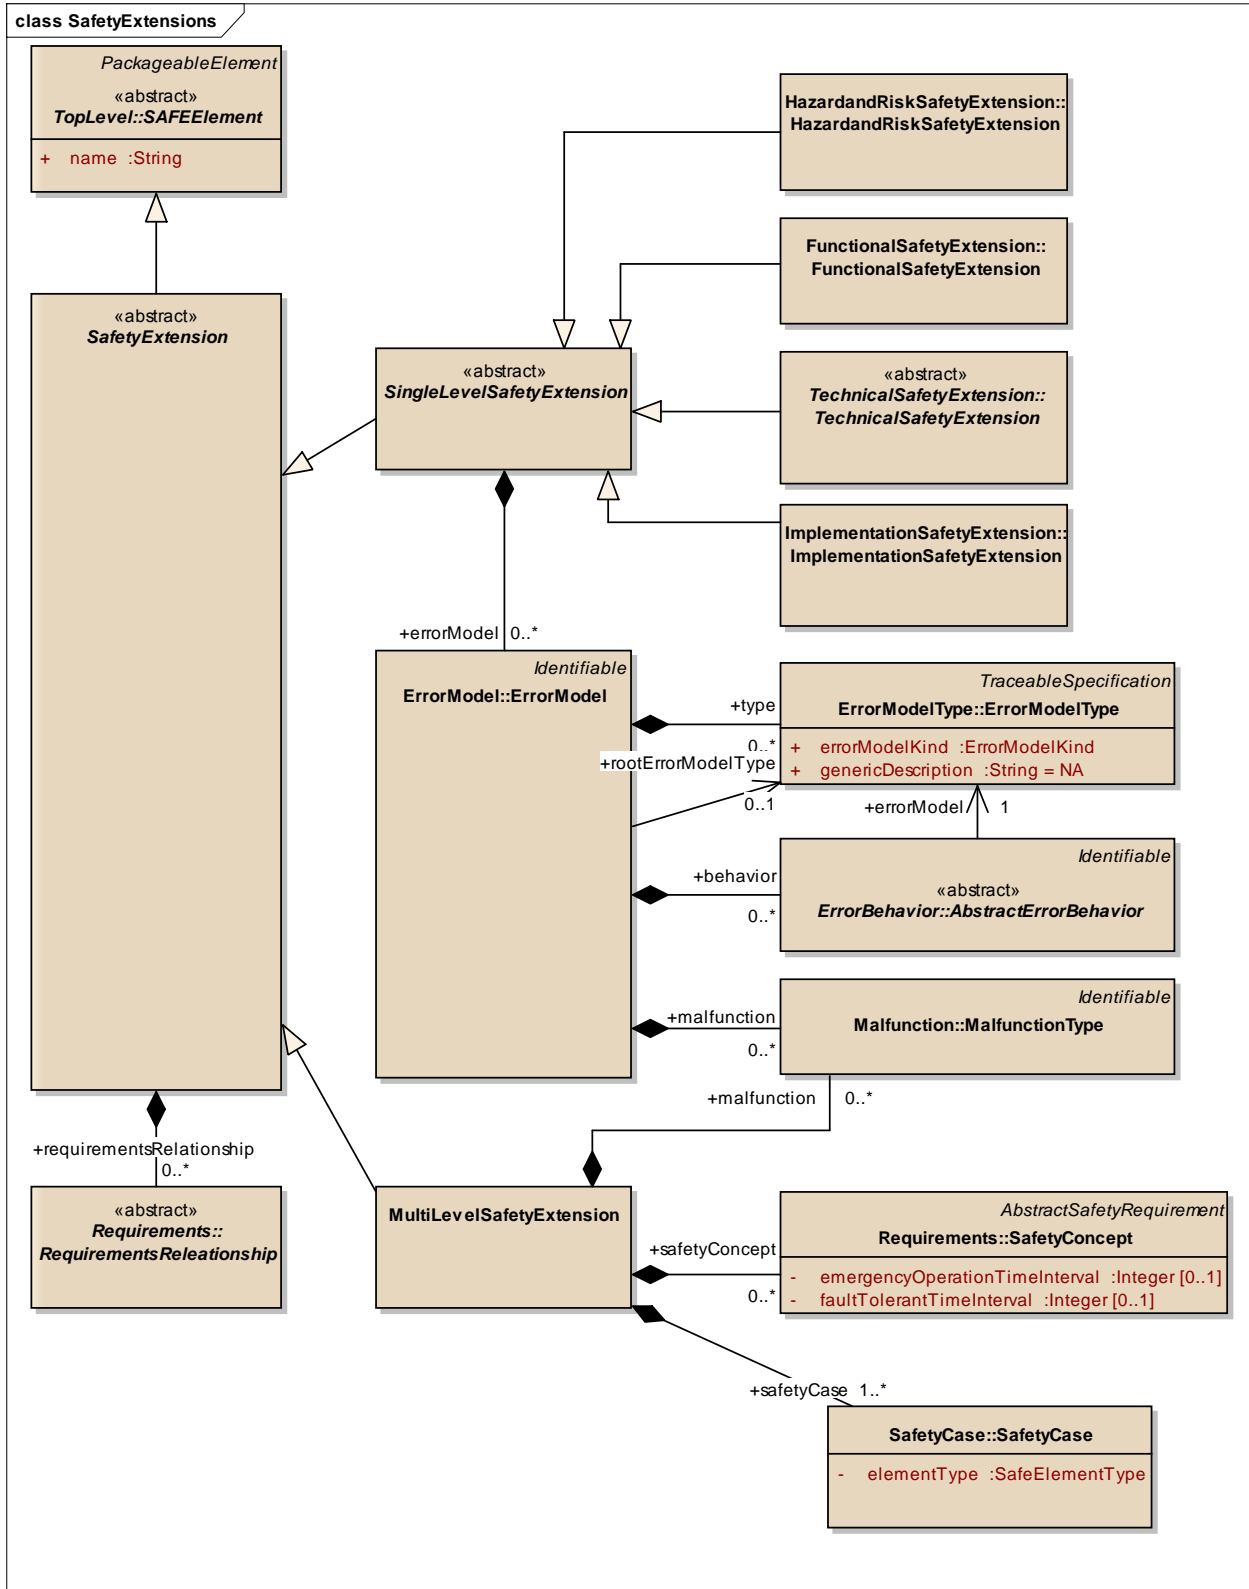 class SafetyExtensions
PackageableElement
«abstract»
TopLevel::SAFEElement
+ name :String
HazardandRiskSafetyExtension::
HazardandRiskSafetyExtension
FunctionalSafetyExtension::
FunctionalSafetyExtension
«abstract»
SafetyExtension
«abstract»
SingleLevelSafetyExtension
«abstract»
TechnicalSafetyExtension::
TechnicalSafetyExtension
ImplementationSafetyExtension::
ImplementationSafetyExtension
+errorModel 0..*
Identifiable
ErrorModel::ErrorModel
+type
0..*
TraceableSpecification
ErrorModelType::ErrorModelType
+ errorModelKind :ErrorModelKind
+ genericDescription :String = NA
+rootErrorModelType
0..1
+errorModel 1
+behavior
0..*
Identifiable
«abstract»
ErrorBehavior::AbstractErrorBehavior
+malfunction
0..*
Identifiable
Malfunction::MalfunctionType
+malfunction 0..*
+requirementsRelationship
0..*
«abstract»
Requirements::
RequirementsReleationship
MultiLevelSafetyExtension
+safetyConcept
0..*
AbstractSafetyRequirement
Requirements::SafetyConcept
- emergencyOperationTimeInterval :Integer [0..1]
- faultTolerantTimeInterval :Integer [0..1]
+safetyCase 1..*
SafetyCase::SafetyCase
- elementType :SafeElementType